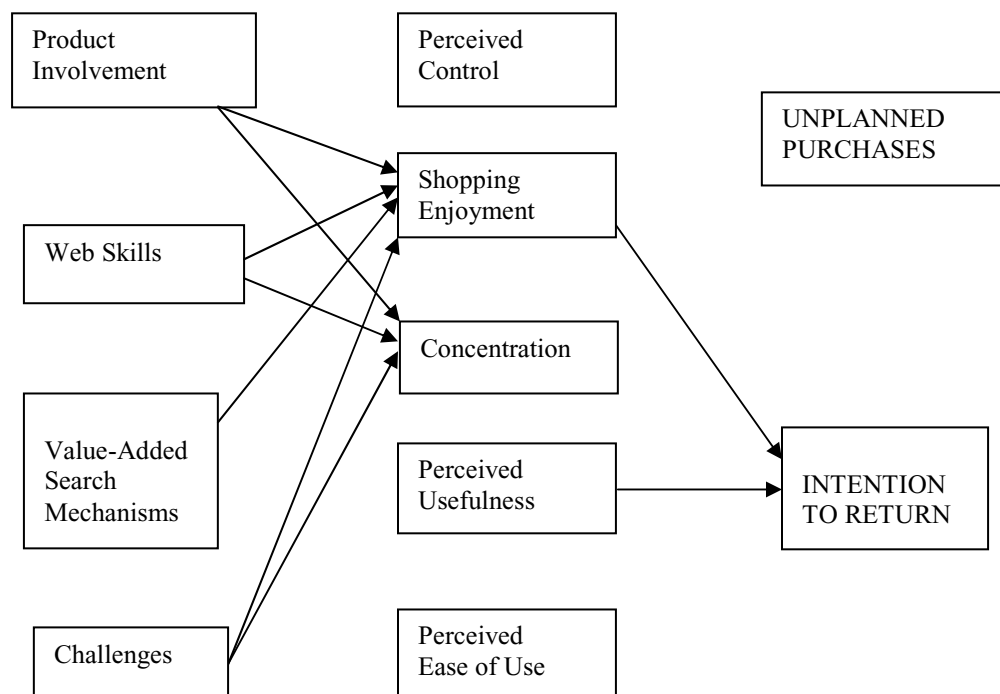 Product
Involvement
Perceived
Control
UNPLANNED
PURCHASES
Shopping
Enjoyment
Web Skills
Concentration
Value-Added
Search
Mechanisms
Perceived
Usefulness
INTENTION
TO RETURN
Challenges
Perceived
Ease of Use